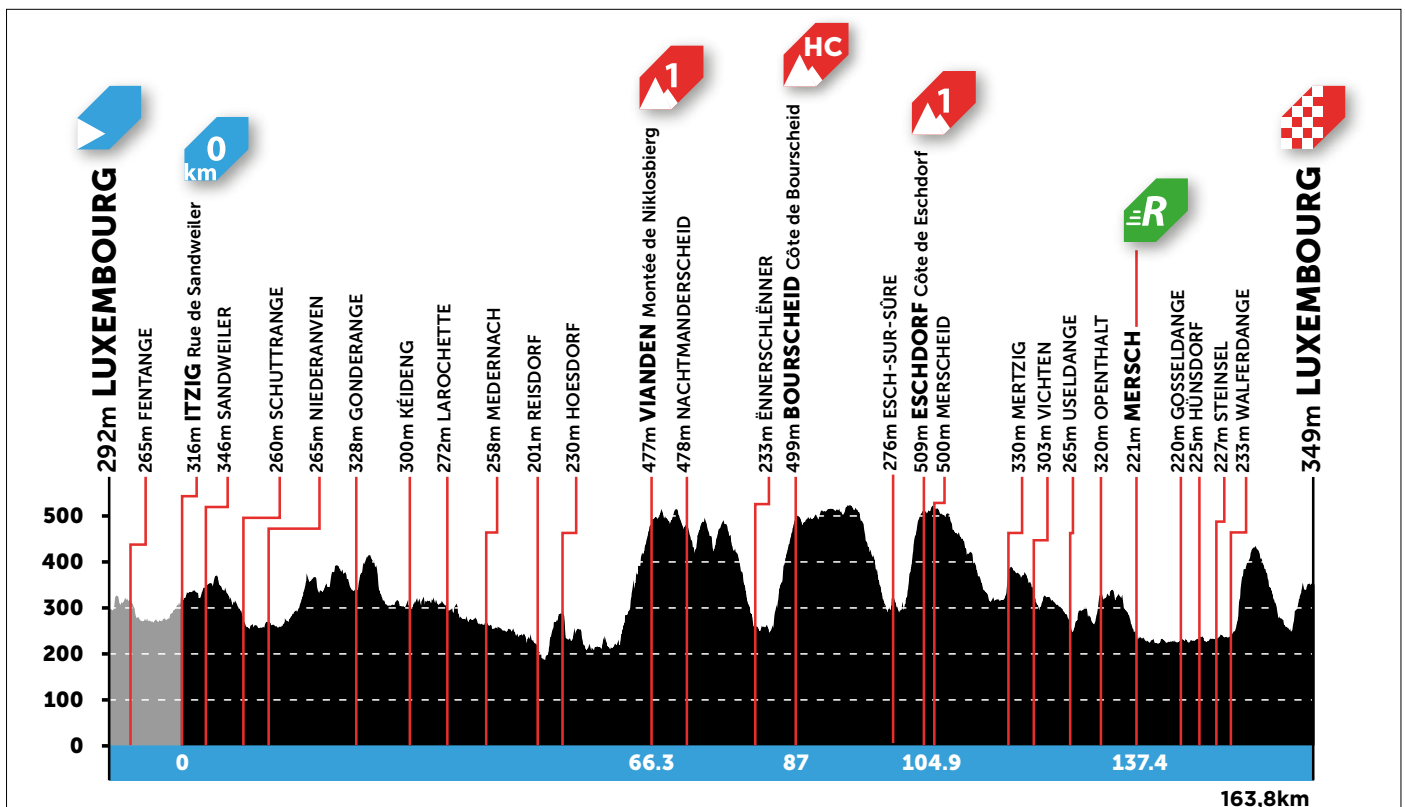 1
HC
1
0
km
R
292m LUXEMBOURG
265m FENTANGE
316m ITZIG Rue de Sandweiler
346m SANDWEILER
260m SCHUTTRANGE
265m NIEDERANVEN
328m GONDERANGE
300m KÉIDENG
272m LAROCHETTE
258m MEDERNACH
201m REISDORF
230m HOESDORF
477m VIANDEN Montée de Niklosbierg
478m NACHTMANDERSCHEID
233m ËNNERSCHLËNNER
499m BOURSCHEID Côte de Bourscheid
276m ESCH-SUR-SÛRE
509m ESCHDORF Côte de Eschdorf
500m MERSCHEID
330m MERTZIG
303m VICHTEN
265m USELDANGE
320m OPENTHALT
221m MERSCH
220m GOSSELDANGE
225m HÜNSDORF
227m STEINSEL
233m WALFERDANGE
349m LUXEMBOURG
500
400
300
200
100
0
0 66.3 87 104.9 137.4
163,8km